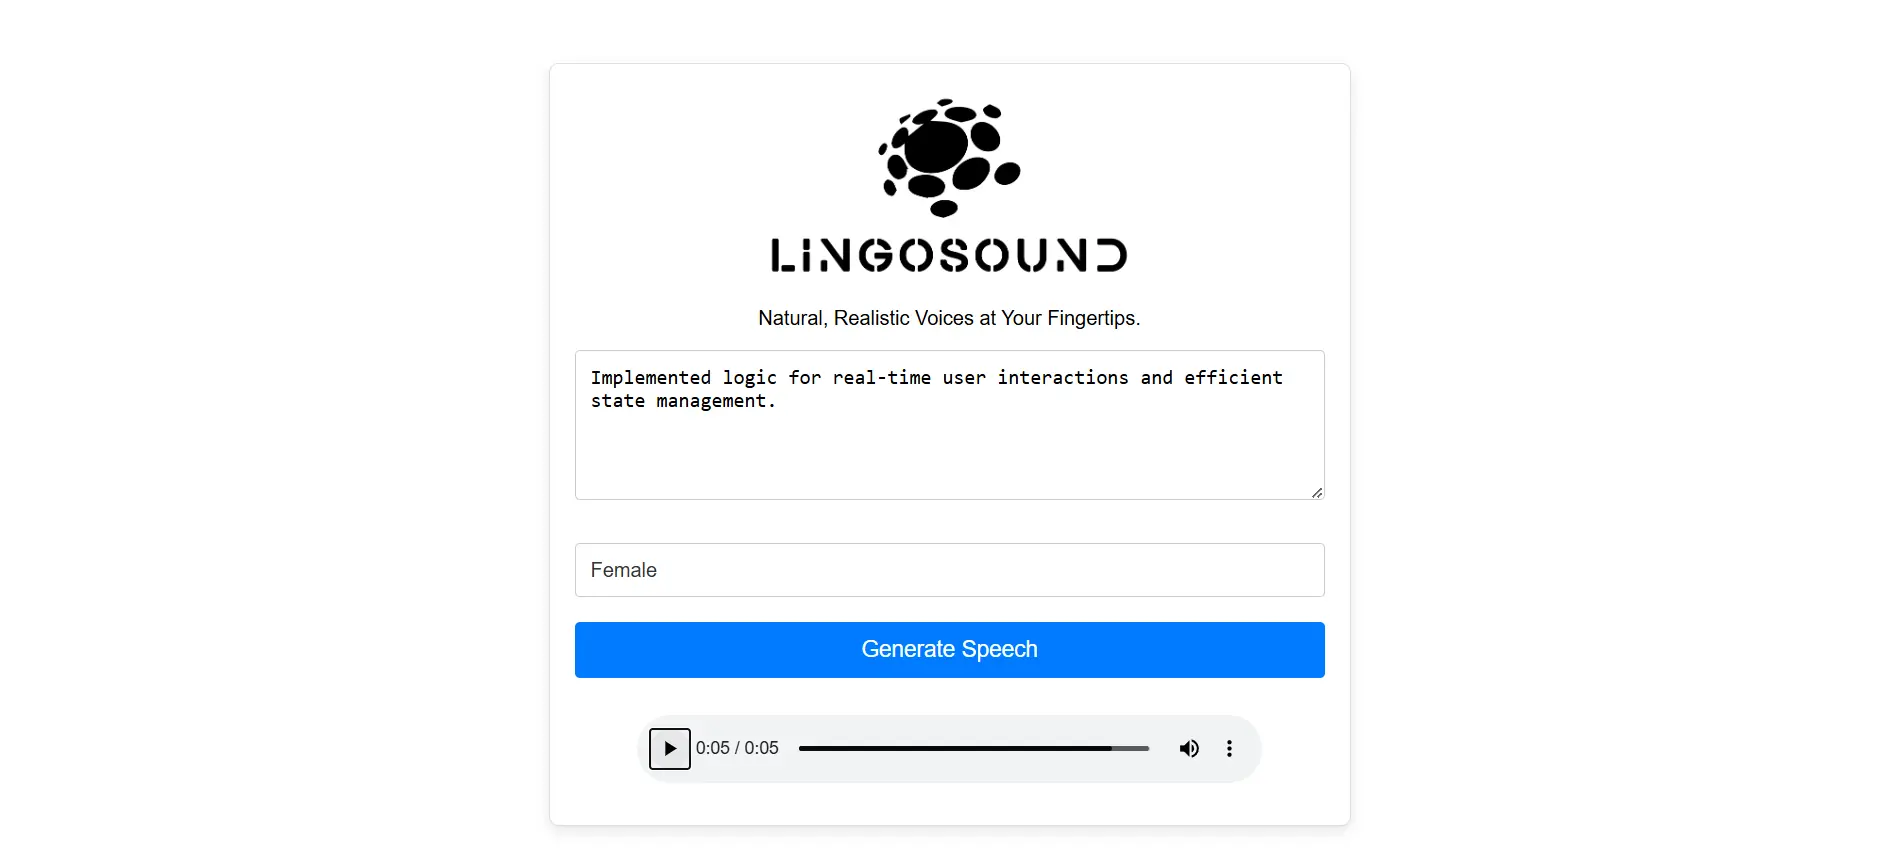 LINGOSOUND
Natural, Realistic Voices at Your Fingertips.
Implemented logic for real-time user interactions and efficient
state management.
Female
Generate Speech
0:05 / 0:05